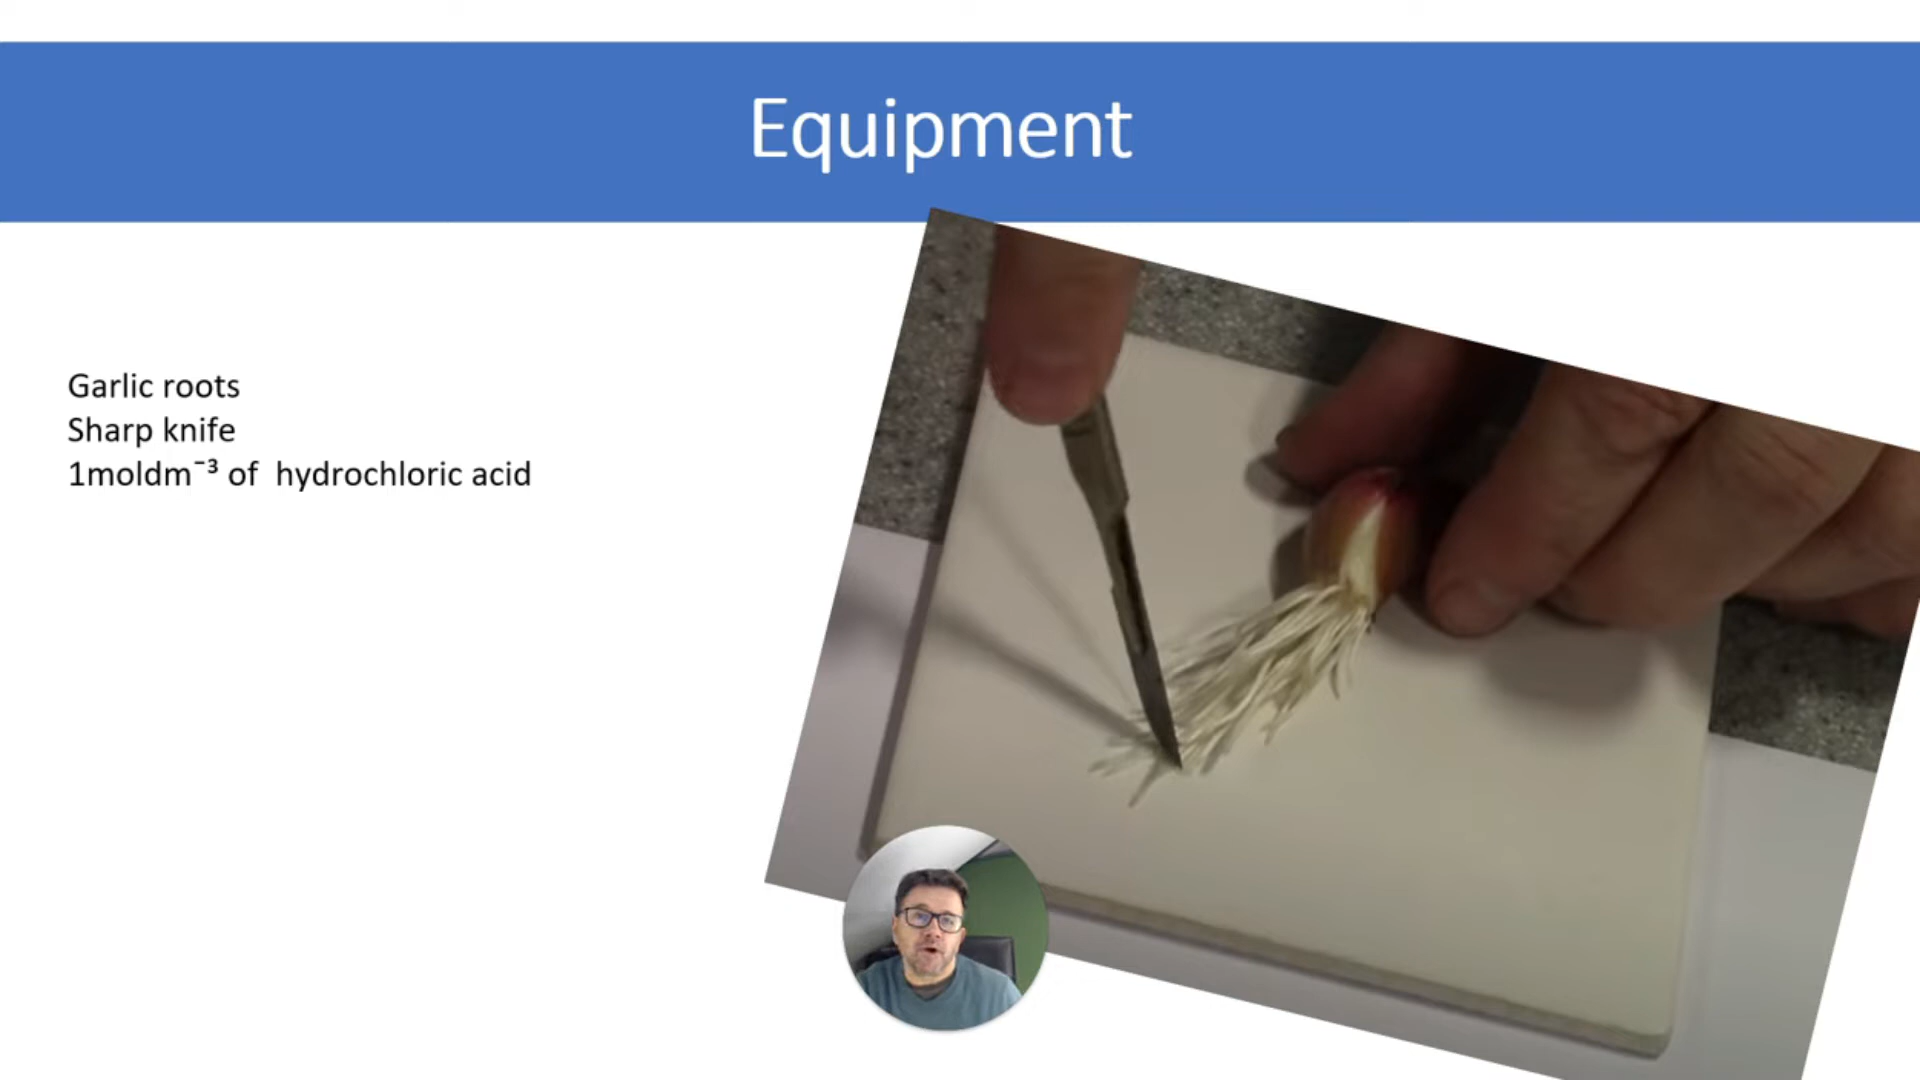 Equipment
Garlic roots
Sharp knife
1moldm⁻³ of  hydrochloric acid